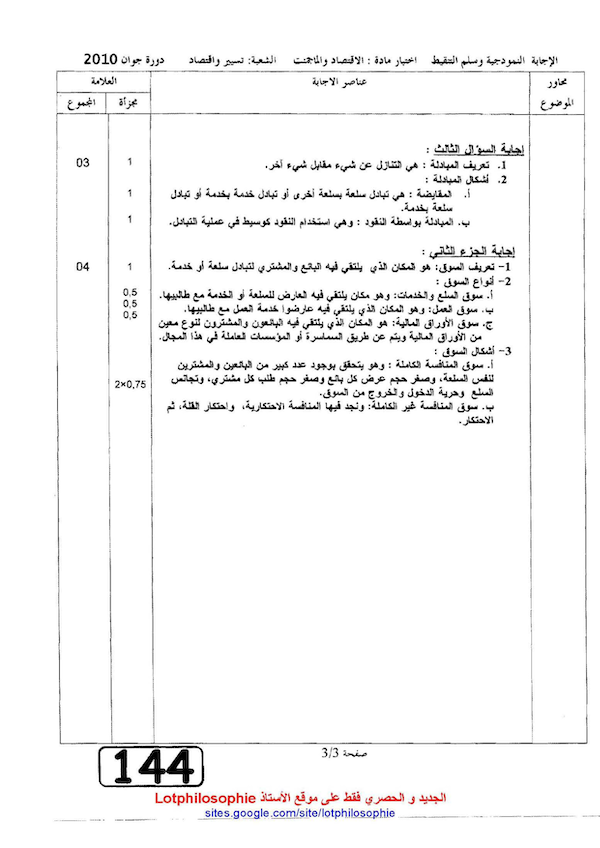 الإجابة النموذجية وسلم التنقيط    اختبار مادة : الاقتصاد والماجمنت    الشعبة: تسيير واقتصاد    دورة جوان 2010
محاور الموضوع    عناصر الاجابة    العلامة
مجزأة    المجموع
إجابة السؤال الثالث :
1. تعريف المبادلة : هي التنازل عن شيء مقابل شيء آخر.    1    03
2. أشكال المبادلة :
أ. المقايضة : هي تبادل سلعة بسلعة أخرى أو تبادل خدمة بخدمة أو تبادل    1
سلعة بخدمة.
ب. المبادلة بواسطة النقود : وهي استخدام النقود كوسيط في عملية التبادل.    1
إجابة الجزء الثاني :
1- تعريف السوق: هو المكان الذي يلتقي فيه البائع والمشتري لتبادل سلعة أو خدمة.    1    04
2- أنواع السوق :
أ. سوق السلع والخدمات: وهو مكان يلتقي فيه العارض للسلعة أو الخدمة مع طالبيها.    0,5
ب. سوق العمل: وهو المكان الذي يلتقي فيه عارضوا خدمة العمل مع طالبيها.    0,5
ج. سوق الأوراق المالية: هو المكان الذي يلتقي فيه البائعون والمشترون لنوع معين    0,5
من الأوراق المالية ويتم عن طريق السماسرة أو المؤسسات العاملة في هذا المجال.
3- أشكال السوق :
أ. سوق المنافسة الكاملة : وهو يتحقق بوجود عدد كبير من البائعين والمشترين
لنفس السلعة، وصغر حجم عرض كل بائع وصغر حجم طلب كل مشتري، وتجانس    2×0,75
السلع وحرية الدخول والخروج من السوق.
ب. سوق المنافسة غير الكاملة: ونجد فيها المنافسة الاحتكارية، واحتكار القلة، ثم
الاحتكار.
صفحة 3/3
144
الجديد و الحصري فقط على موقع الأستاذ Lotphilosophie
sites.google.com/site/lotphilosophie